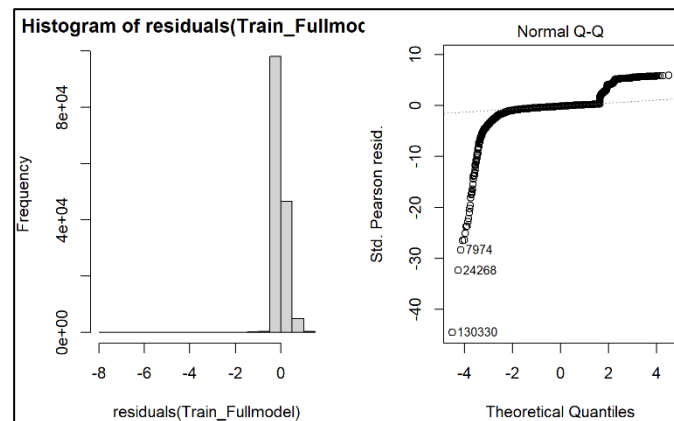 Histogram of residuals(Train_Fullmod
Frequency
8e+04
4e+04
0e+00
-8 -6 -4 -2 0
residuals(Train_Fullmodel)
Normal Q-Q
Std. Pearson resid.
10
0
-10
-20
-30
-40
7974
24268
130330
-4 -2 0 2 4
Theoretical Quantiles